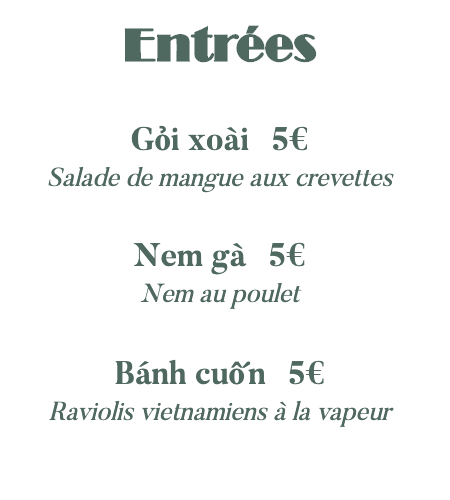 Entrées
Gỏi xoài 5€
Salade de mangue aux crevettes
Nem gà 5€
Nem au poulet
Bánh cuỗn 5€
Raviolis vietnamiens à la vapeur